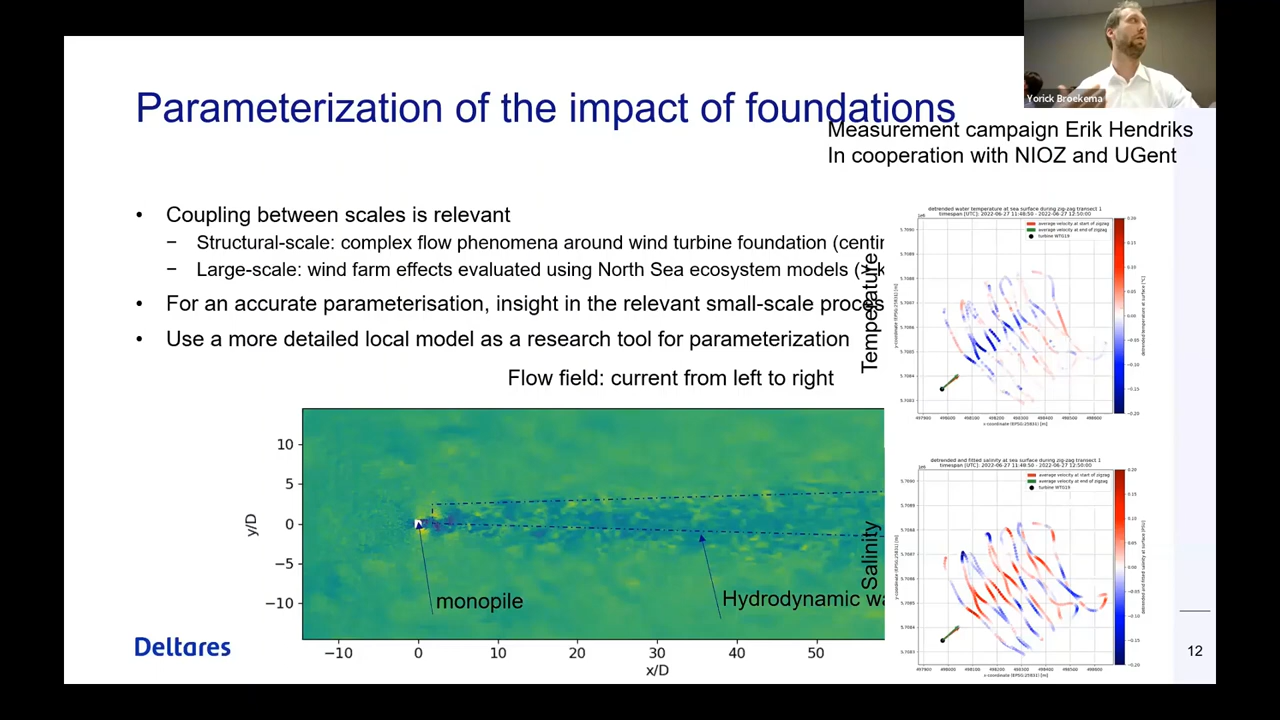 Yorick Broekema
Parameterization of the impact of foundations
Measurement campaign Erik Hendriks
In cooperation with NIOZ and UGent
• Coupling between scales is relevant
− Structural-scale: complex flow phenomena around wind turbine foundation
− Large-scale: wind farm effects evaluated using North Sea ecosystem models
• For an accurate parameterisation, insight in the relevant small-scale
• Use a more detailed local model as a research tool for parameterization
Flow field: current from left to right
10
5
0
−5
−10
y/D
monopile
Hydrodynamic
−10 0 10 20 30 40 50
x/D
Temperature
detrended water temperature at sea surface during zig-zag transect 1
timespan [UTC]: 2022-06-27 11:48:50 - 2022-06-27 12:50:00
average velocity at start of zigzag
average velocity at end of zigzag
turbine WTG19
x-coordinate (EPSG:25831) [m]
Salinity
detrended and fitted salinity at sea surface during zig-zag transect 1
timespan [UTC]: 2022-06-27 11:48:50 - 2022-06-27 12:50:00
average velocity at start of zigzag
average velocity at end of zigzag
turbine WTG19
x-coordinate (EPSG:25831) [m]
Deltares
12